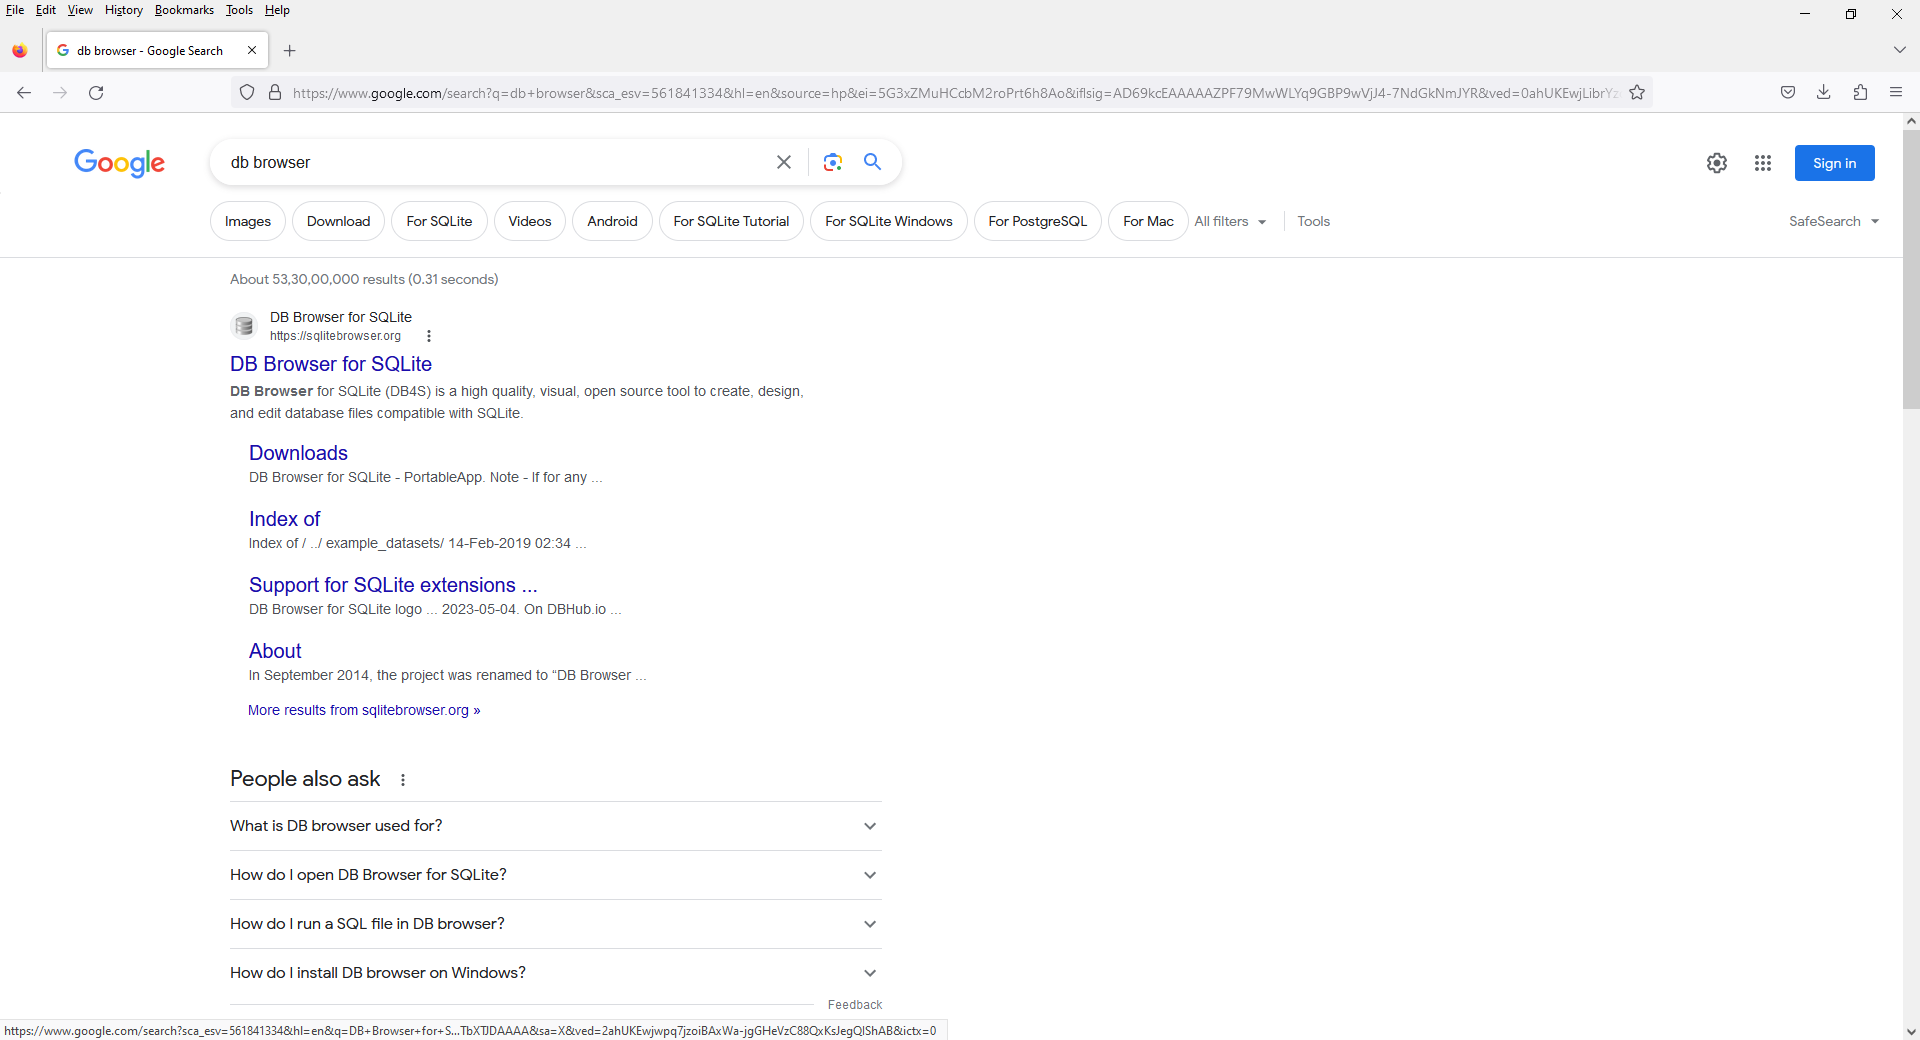 File Edit View History Bookmarks Tools Help
db browser - Google Search
https://www.google.com/search?q=db+browser&sca_esv=561841334&hl=en&source=hp&ei=5G3xZMuHCcbM2roPrt6h8Ao&iflsig=AD69kcEAAAAAZPF79MwWLYq9GBP9wVjJ4-7NdGkNmJYR&ved=0ahUKEwjLibrYz
Google
db browser
Sign in
Images Download For SQLite Videos Android For SQLite Tutorial For SQLite Windows For PostgreSQL For Mac All filters Tools SafeSearch
About 53,30,00,000 results (0.31 seconds)
DB Browser for SQLite
https://sqlitebrowser.org
DB Browser for SQLite
DB Browser for SQLite (DB4S) is a high quality, visual, open source tool to create, design,
and edit database files compatible with SQLite.
Downloads
DB Browser for SQLite - PortableApp. Note - If for any ...
Index of
Index of / ../ example_datasets/ 14-Feb-2019 02:34 ...
Support for SQLite extensions ...
DB Browser for SQLite logo ... 2023-05-04. On DBHub.io ...
About
In September 2014, the project was renamed to “DB Browser ...
More results from sqlitebrowser.org »
People also ask
What is DB browser used for?
How do I open DB Browser for SQLite?
How do I run a SQL file in DB browser?
How do I install DB browser on Windows?
Feedback
https://www.google.com/search?sca_esv=561841334&hl=en&q=DB+Browser+for+S…TbXTJDAAAA&sa=X&ved=2ahUKEwjwpq7jzoiBAxWa-jgGHeVzC88QxKsJegQIShAB&ictx=0